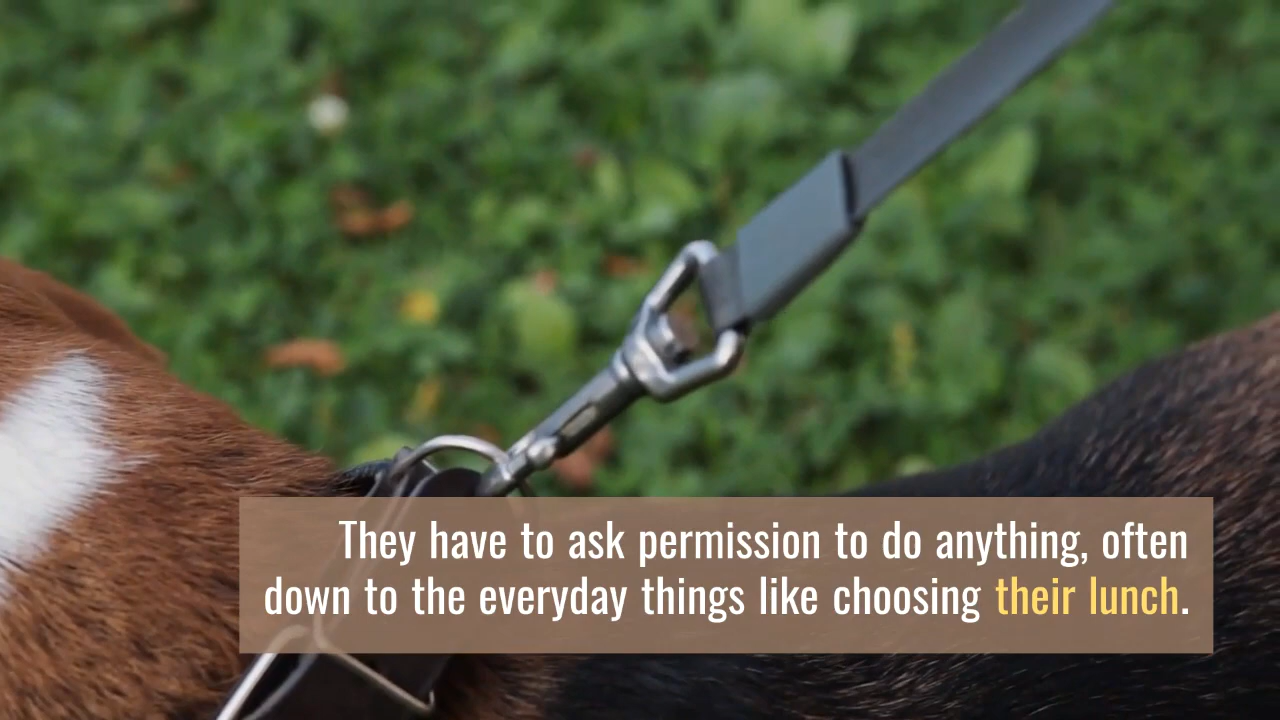 They have to ask permission to do anything, often
down to the everyday things like choosing their lunch.